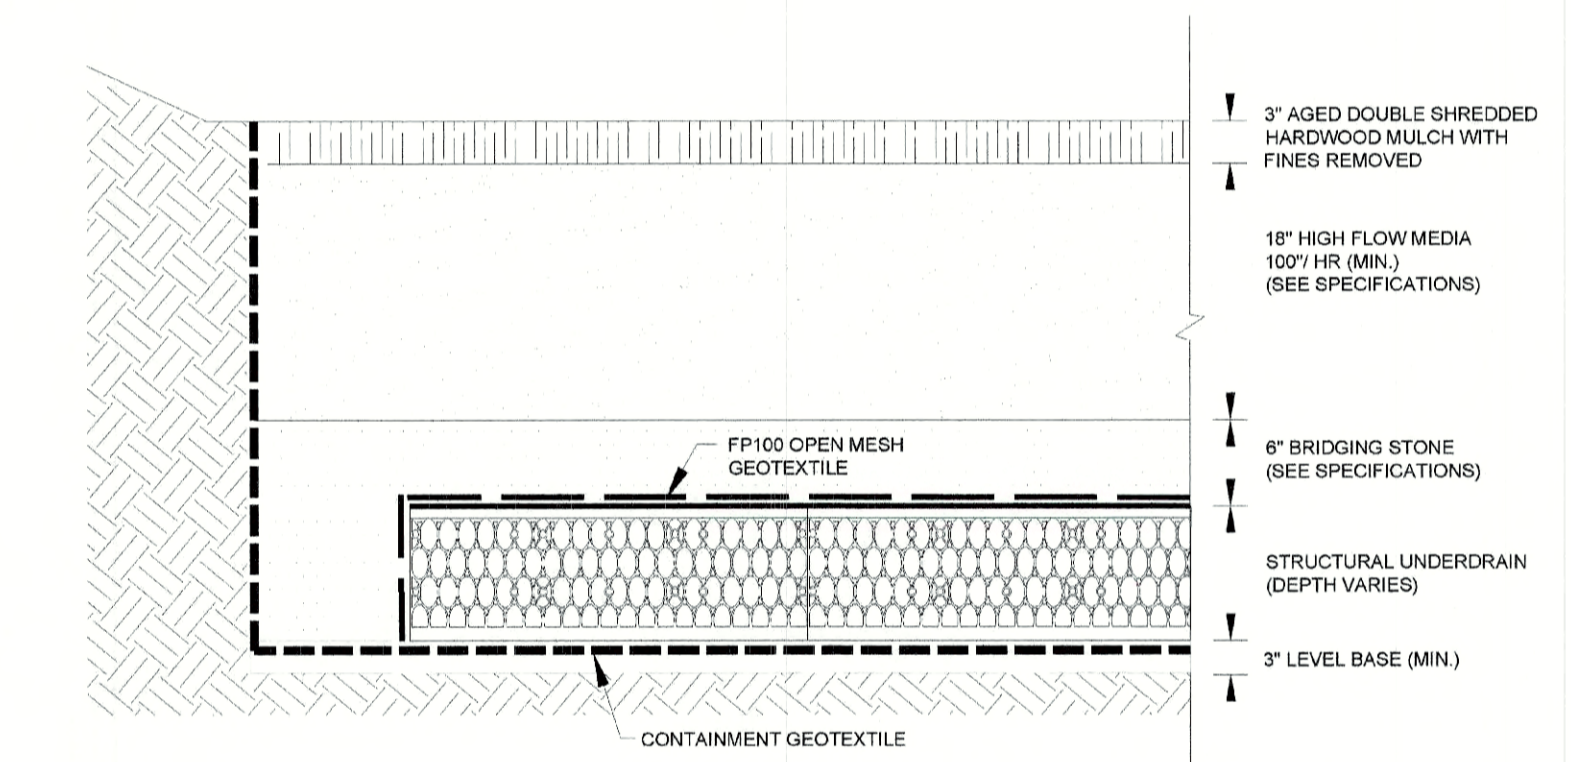 3" AGED DOUBLE SHREDDED
HARDWOOD MULCH WITH
FINES REMOVED
18" HIGH FLOW MEDIA
100"/ HR (MIN.)
(SEE SPECIFICATIONS)
FP100 OPEN MESH
GEOTEXTILE
6" BRIDGING STONE
(SEE SPECIFICATIONS)
STRUCTURAL UNDERDRAIN
(DEPTH VARIES)
3" LEVEL BASE (MIN.)
CONTAINMENT GEOTEXTILE